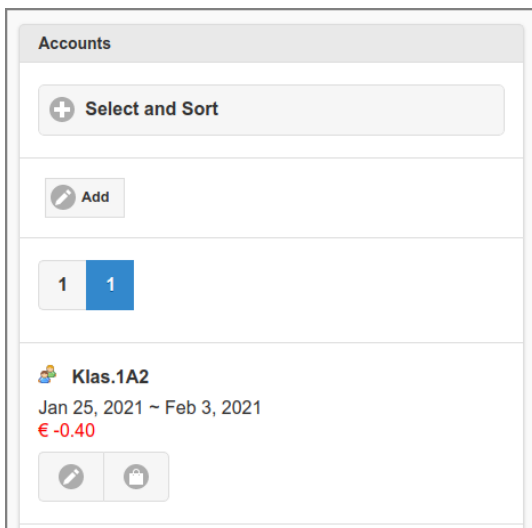 Accounts
Select and Sort
Add
1 1
Klas.1A2
Jan 25, 2021 ~ Feb 3, 2021
€ -0.40